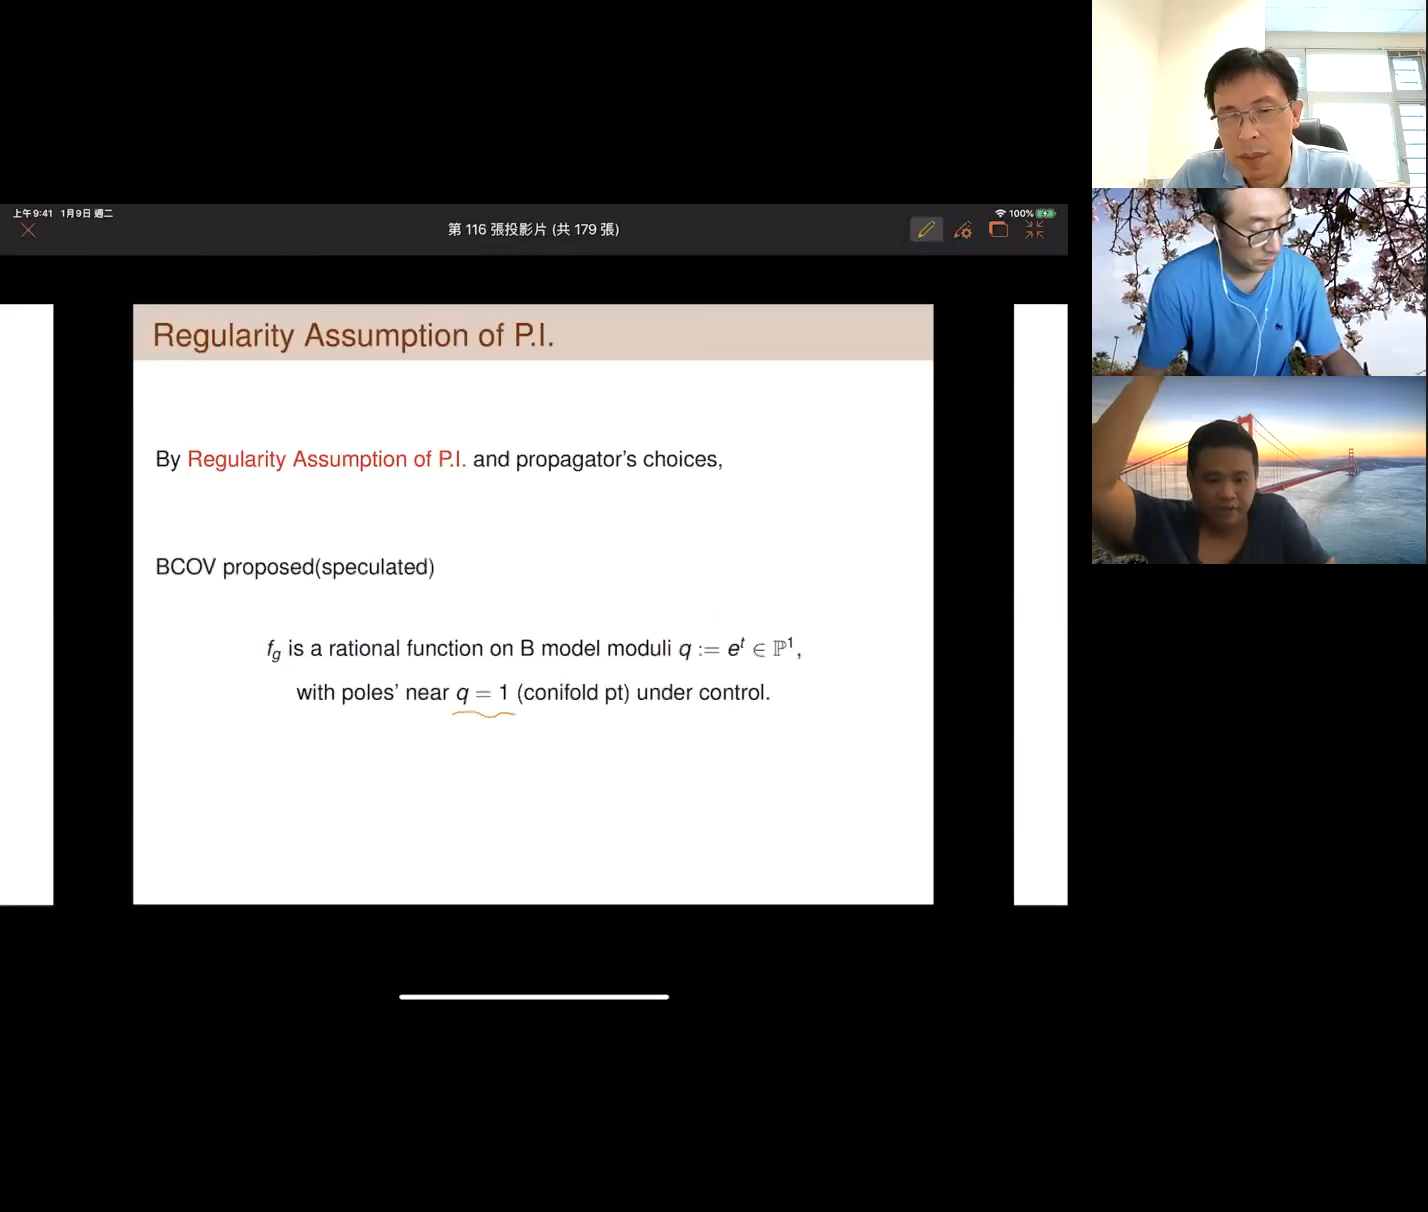 上午9:41 1月9日 週二
100%
第 116 張投影片 (共 179 張)
Regularity Assumption of P.I.
By Regularity Assumption of P.I. and propagator's choices,
BCOV proposed(speculated)
f_g is a rational function on B model moduli q := e^t ∈ ℙ¹,
with poles' near q = 1 (conifold pt) under control.